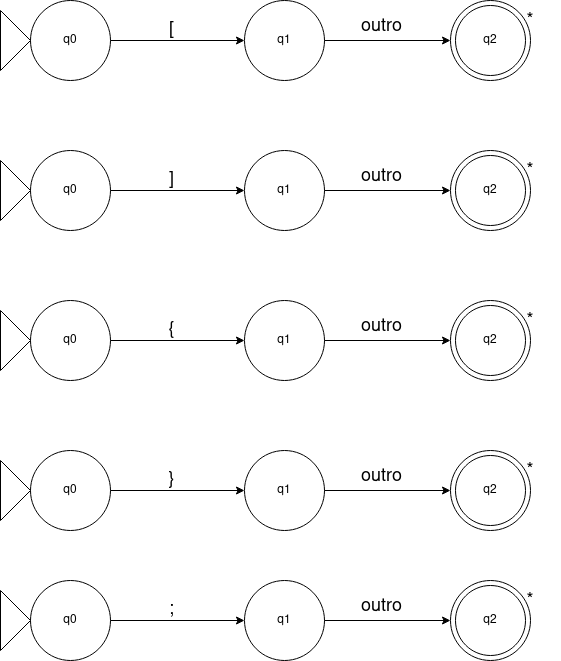 q0 [ q1 outro q2 *
q0 ] q1 outro q2 *
q0 { q1 outro q2 *
q0 } q1 outro q2 *
q0 ; q1 outro q2 *